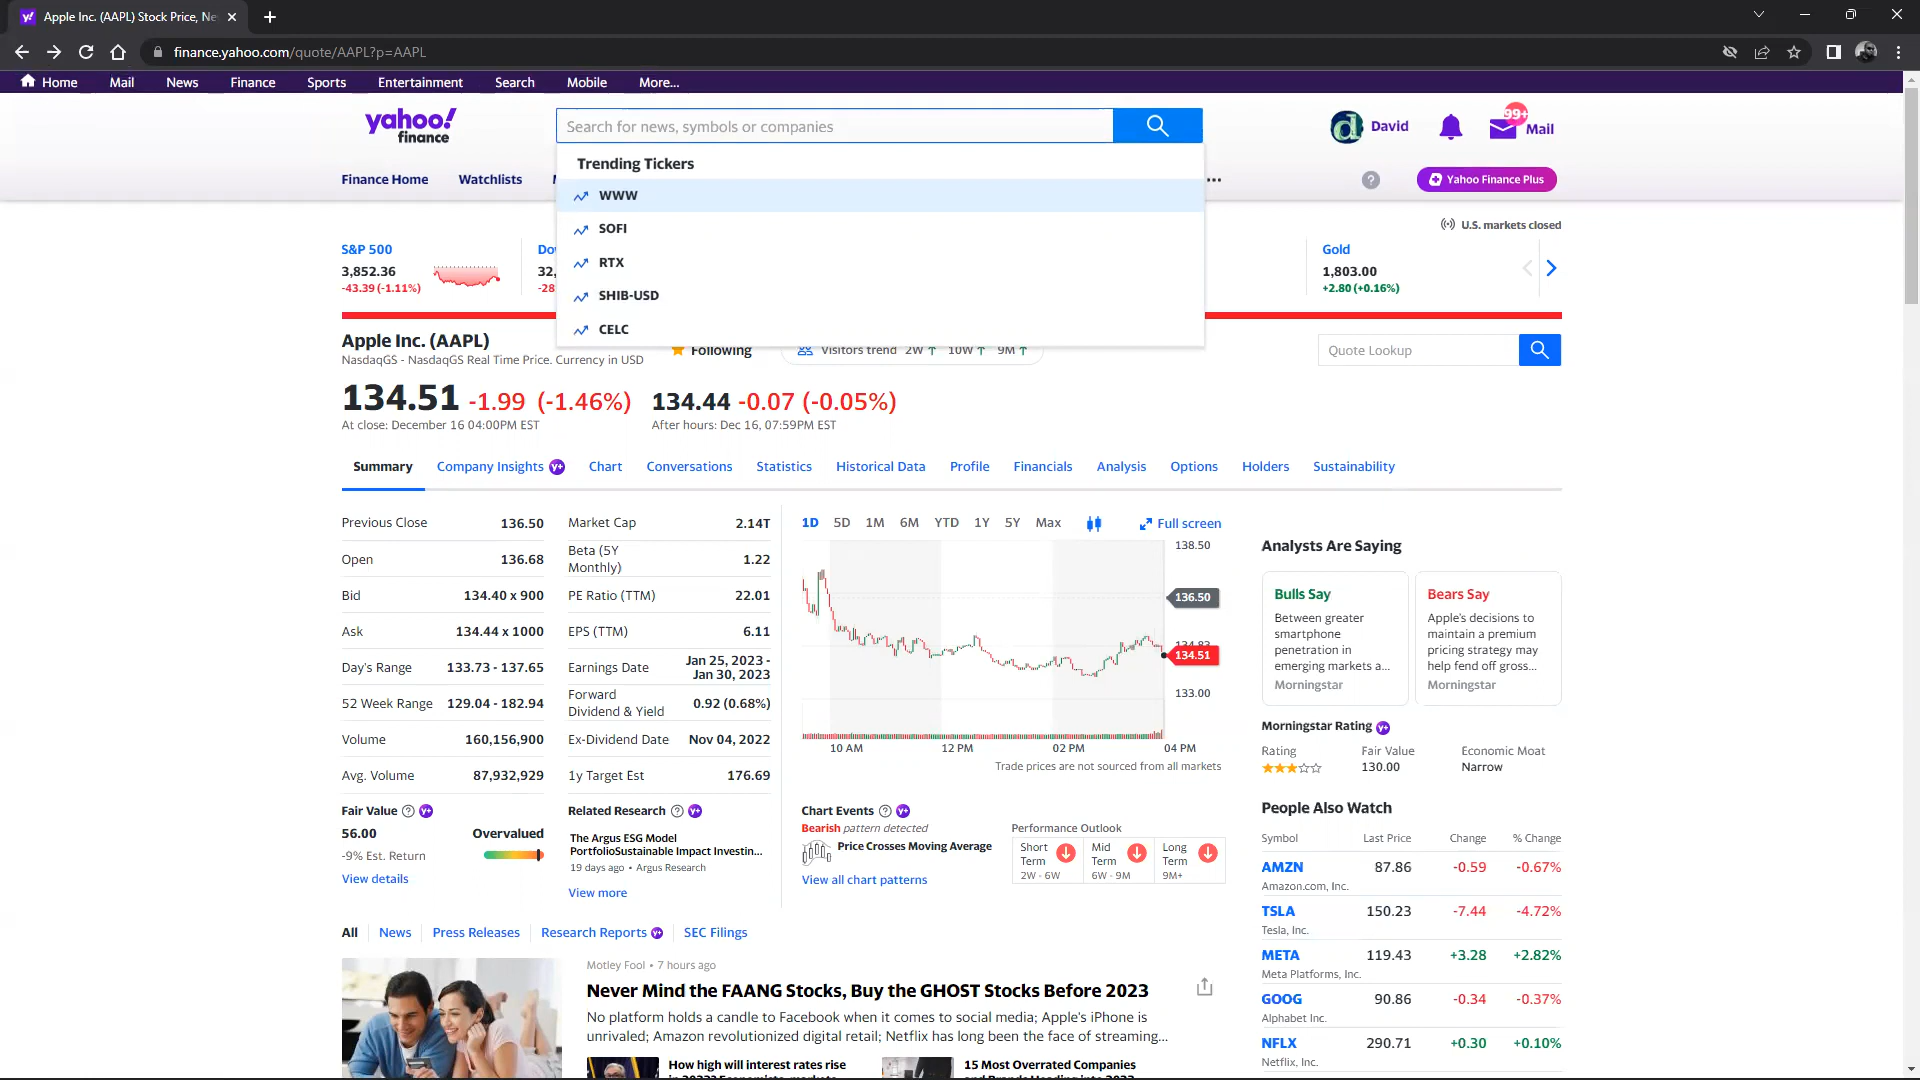 Apple Inc. (AAPL) Stock Price, Ne
finance.yahoo.com/quote/AAPL?p=AAPL
Home Mail News Finance Sports Entertainment Search Mobile More...
yahoo!
finance
Search for news, symbols or companies
David
99+
Mail
Trending Tickers
WWW
SOFI
RTX
SHIB-USD
CELC
Finance Home Watchlists
...
?
Yahoo Finance Plus
U.S. markets closed
S&P 500
3,852.36
-43.39 (-1.11%)
Do
32,
-28
Gold
1,803.00
+2.80 (+0.16%)
Apple Inc. (AAPL)
NasdaqGS - NasdaqGS Real Time Price. Currency in USD
Following
Visitors trend 2W ↑ 10W ↑ 9M ↑
Quote Lookup
134.51 -1.99 (-1.46%)
At close: December 16 04:00PM EST
134.44 -0.07 (-0.05%)
After hours: Dec 16, 07:59PM EST
Summary Company Insights Y+ Chart Conversations Statistics Historical Data Profile Financials Analysis Options Holders Sustainability
Previous Close 136.50
Open 136.68
Bid 134.40 x 900
Ask 134.44 x 1000
Day's Range 133.73 - 137.65
52 Week Range 129.04 - 182.94
Volume 160,156,900
Avg. Volume 87,932,929
Market Cap 2.14T
Beta (5Y
Monthly) 1.22
PE Ratio (TTM) 22.01
EPS (TTM) 6.11
Earnings Date Jan 25, 2023 -
Jan 30, 2023
Forward
Dividend & Yield 0.92 (0.68%)
Ex-Dividend Date Nov 04, 2022
1y Target Est 176.69
Fair Value ? Y+
56.00 Overvalued
-9% Est. Return
View details
Related Research ? Y+
The Argus ESG Model
PortfolioSustainable Impact Investin...
19 days ago • Argus Research
View more
1D 5D 1M 6M YTD 1Y 5Y Max
Full screen
138.50
136.50
134.83
134.51
133.00
10 AM 12 PM 02 PM 04 PM
Trade prices are not sourced from all markets
Chart Events ? Y+
Bearish pattern detected
Price Crosses Moving Average
View all chart patterns
Performance Outlook
Short
Term
2W - 6W
Mid
Term
6W - 9M
Long
Term
9M+
Analysts Are Saying
Bulls Say
Between greater
smartphone
penetration in
emerging markets a...
Morningstar
Bears Say
Apple's decisions to
maintain a premium
pricing strategy may
help fend off gross...
Morningstar
Morningstar Rating Y+
Rating Fair Value Economic Moat
130.00 Narrow
People Also Watch
Symbol Last Price Change % Change
AMZN 87.86 -0.59 -0.67%
Amazon.com, Inc.
TSLA 150.23 -7.44 -4.72%
Tesla, Inc.
META 119.43 +3.28 +2.82%
Meta Platforms, Inc.
GOOG 90.86 -0.34 -0.37%
Alphabet Inc.
NFLX 290.71 +0.30 +0.10%
Netflix, Inc.
All News Press Releases Research Reports Y+ SEC Filings
Motley Fool • 7 hours ago
Never Mind the FAANG Stocks, Buy the GHOST Stocks Before 2023
No platform holds a candle to Facebook when it comes to social media; Apple's iPhone is
unrivaled; Amazon revolutionized digital retail; Netflix has long been the face of streaming...
How high will interest rates rise
15 Most Overrated Companies